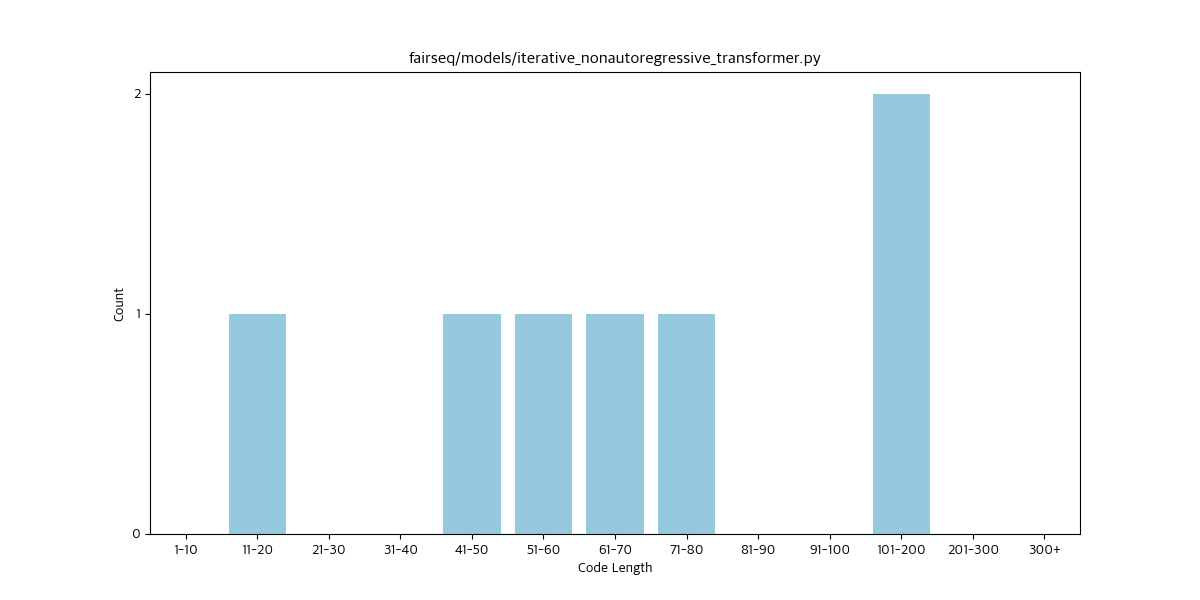 fairseq/models/iterative_nonautoregressive_transformer.py
2
1
0
Count
1-10 11-20 21-30 31-40 41-50 51-60 61-70 71-80 81-90 91-100 101-200 201-300 300+
Code Length